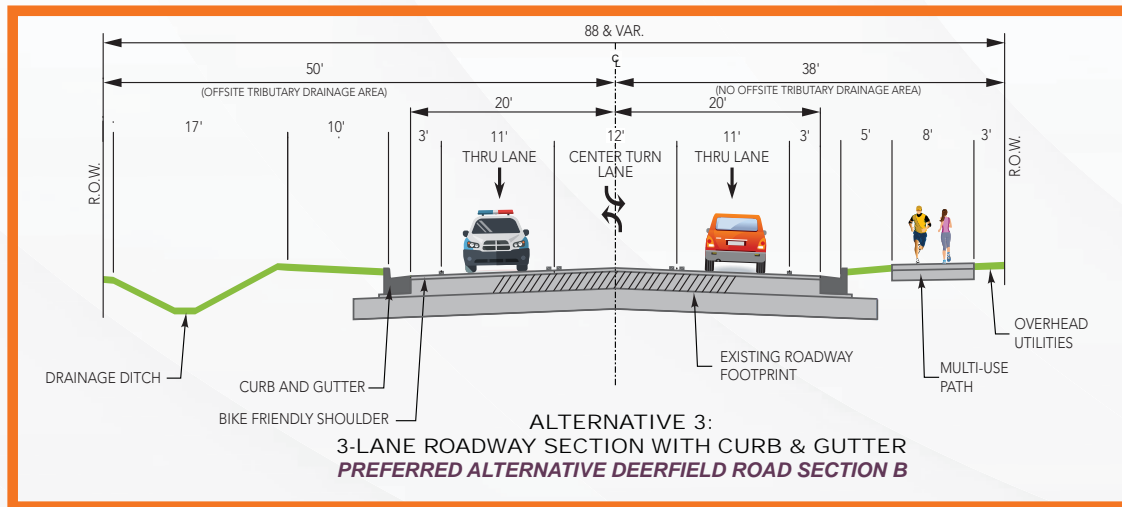 88 & VAR.
℄
50'
38'
(OFFSITE TRIBUTARY DRAINAGE AREA)
(NO OFFSITE TRIBUTARY DRAINAGE AREA)
20'
20'
17'
10'
3'
11'
12'
11'
3'
5'
8'
3'
THRU LANE
CENTER TURN
LANE
THRU LANE
R.O.W.
R.O.W.
DRAINAGE DITCH
CURB AND GUTTER
BIKE FRIENDLY SHOULDER
EXISTING ROADWAY
FOOTPRINT
MULTI-USE
PATH
OVERHEAD
UTILITIES
ALTERNATIVE 3:
3-LANE ROADWAY SECTION WITH CURB & GUTTER
PREFERRED ALTERNATIVE DEERFIELD ROAD SECTION B